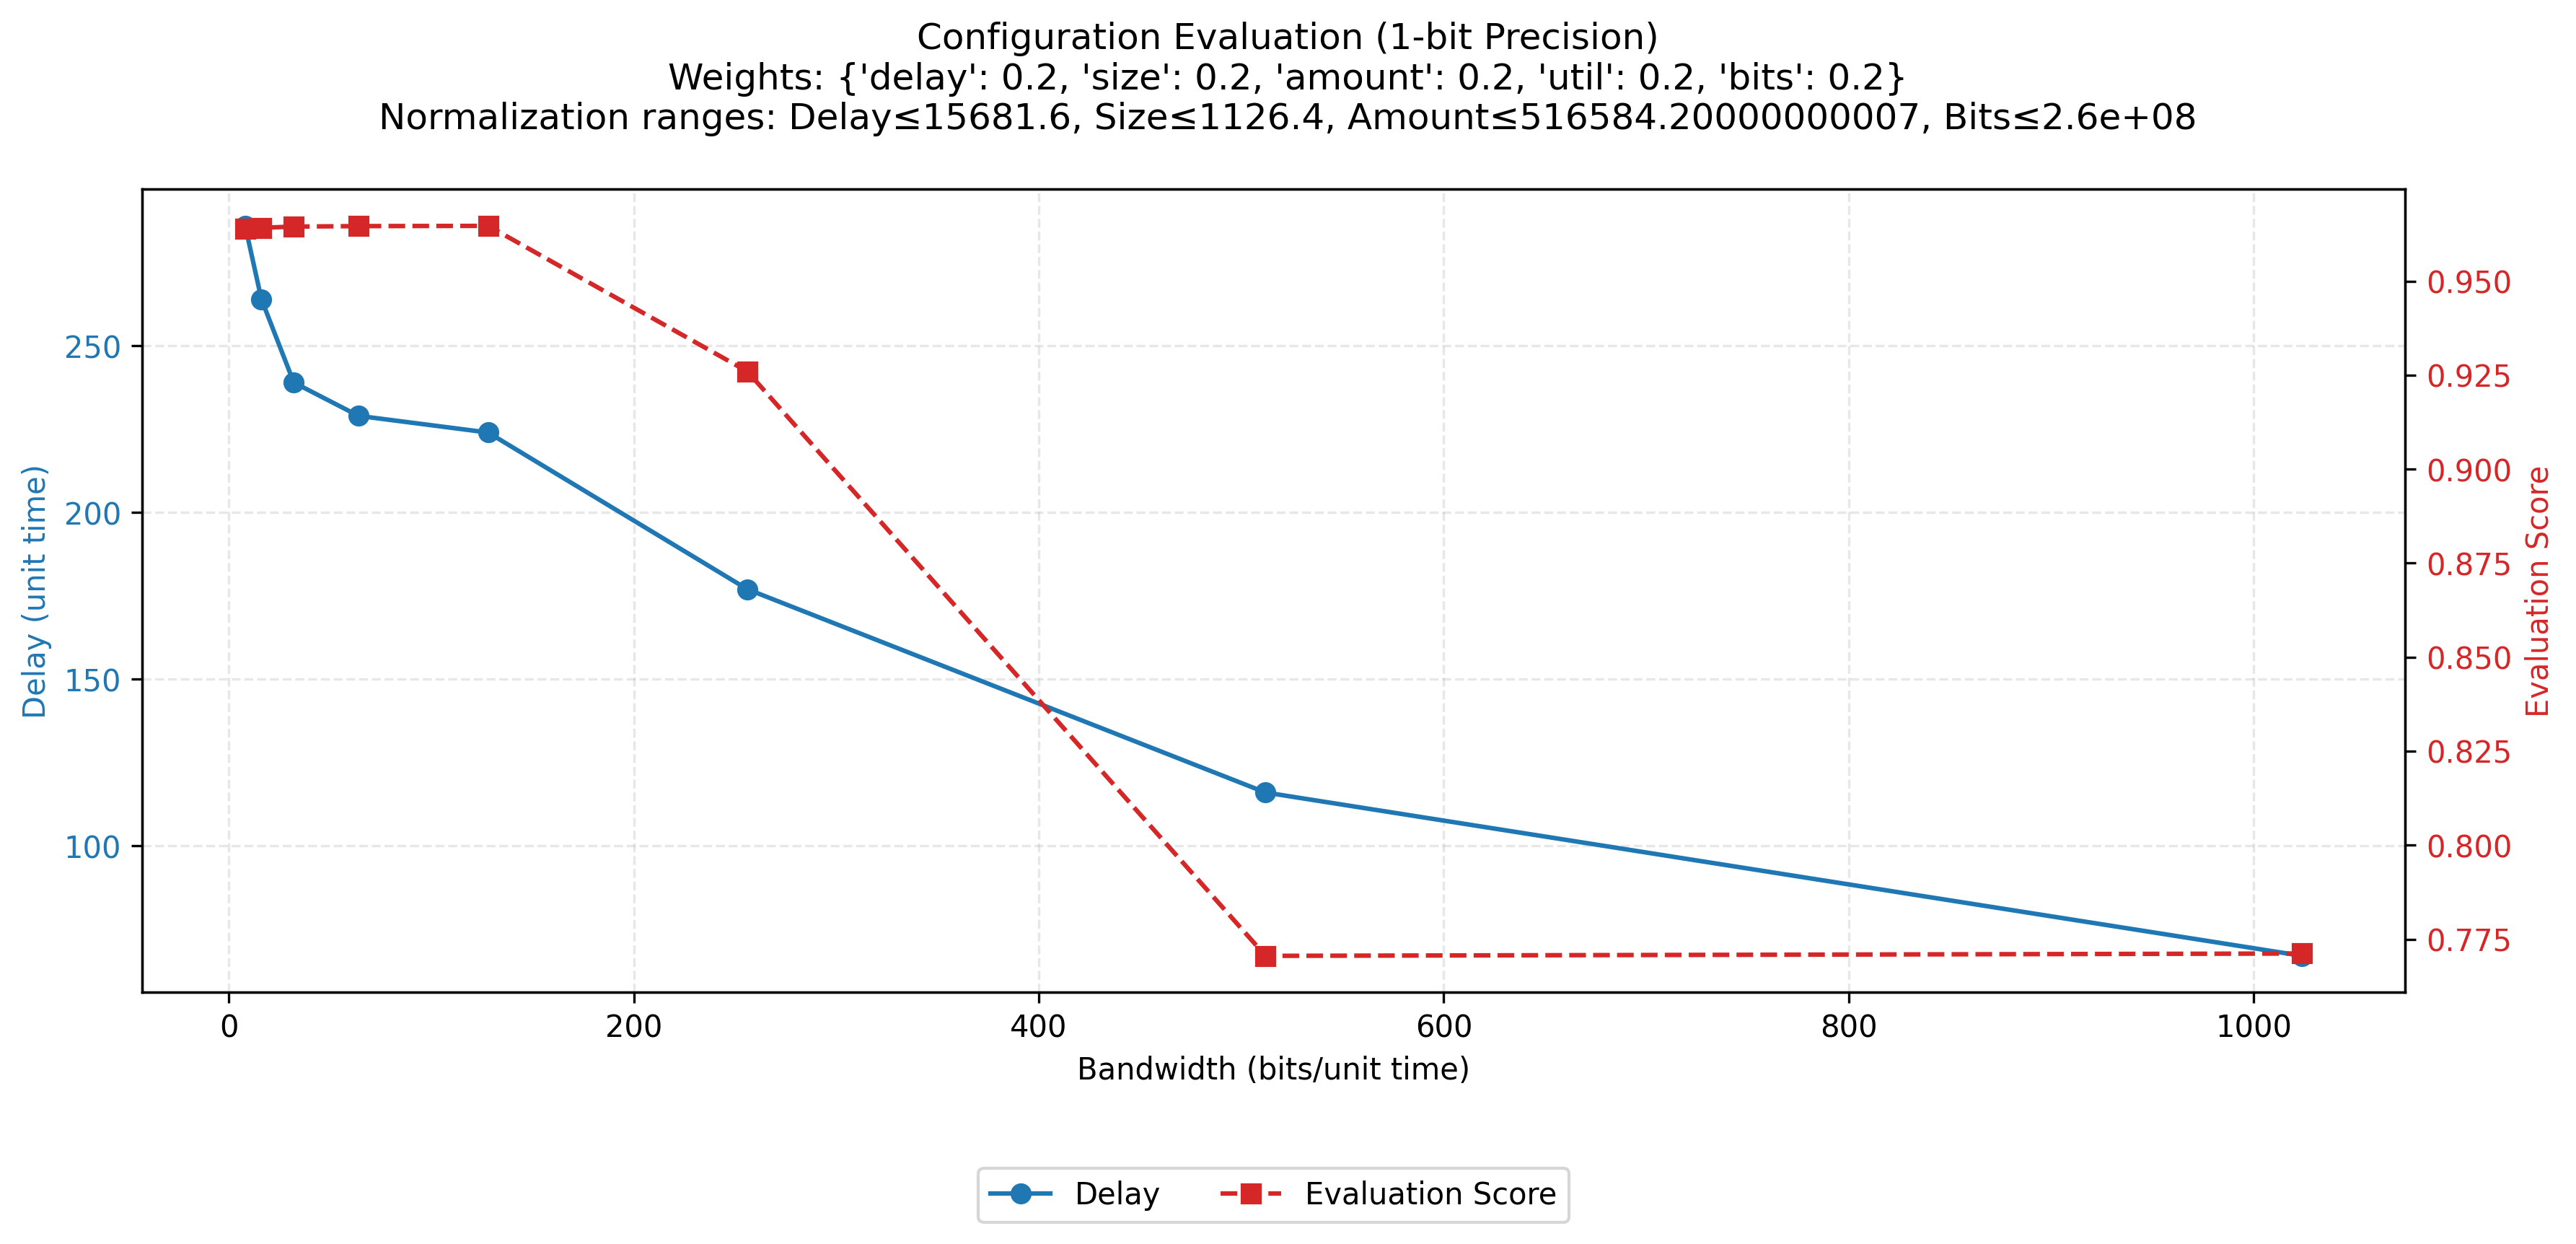 Configuration Evaluation (1-bit Precision)
Weights: {'delay': 0.2, 'size': 0.2, 'amount': 0.2, 'util': 0.2, 'bits': 0.2}
Normalization ranges: Delay≤15681.6, Size≤1126.4, Amount≤516584.20000000007, Bits≤2.6e+08
Delay (unit time)
250
200
150
100
0.950
0.925
0.900
0.875
0.850
0.825
0.800
0.775
Evaluation Score
0 200 400 600 800 1000
Bandwidth (bits/unit time)
Delay Evaluation Score